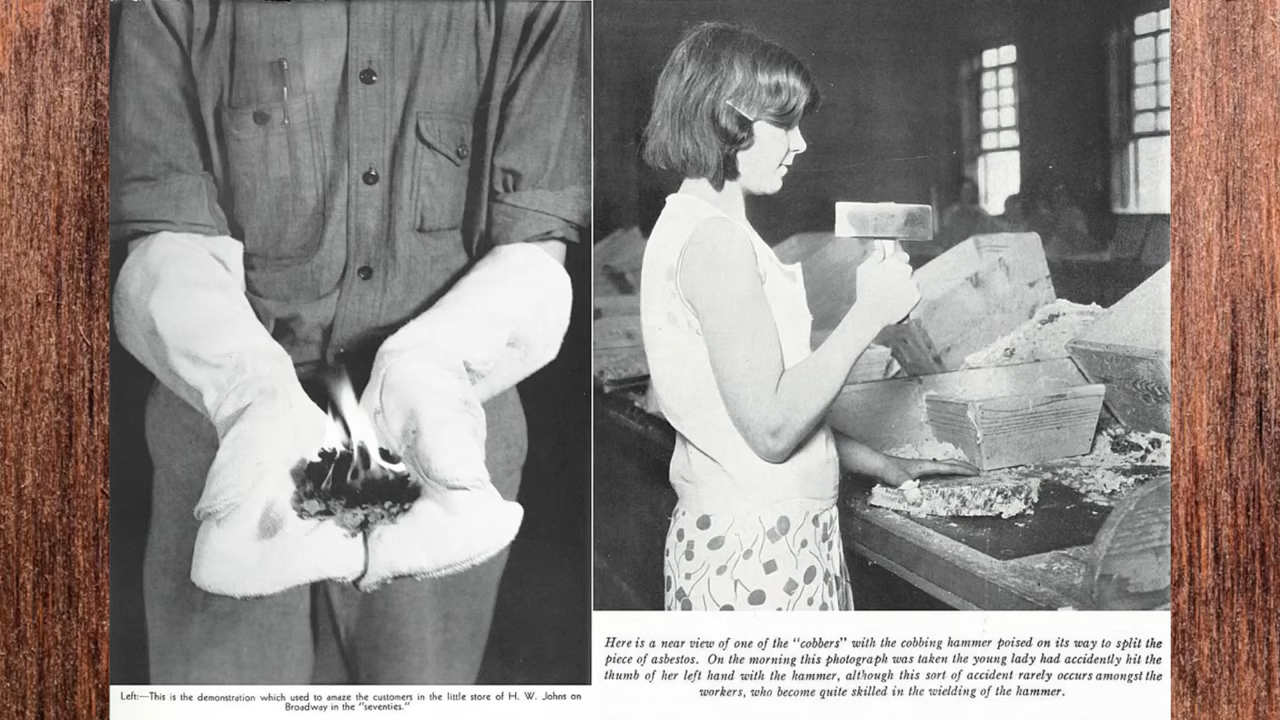 Left:—This is the demonstration which used to amaze the customers in the little store of H. W. Johns on
Broadway in the "seventies."
Here is a near view of one of the "cobbers" with the cobbing hammer poised on its way to split the
piece of asbestos. On the morning this photograph was taken the young lady had accidently hit the
thumb of her left hand with the hammer, although this sort of accident rarely occurs amongst the
workers, who become quite skilled in the wielding of the hammer.